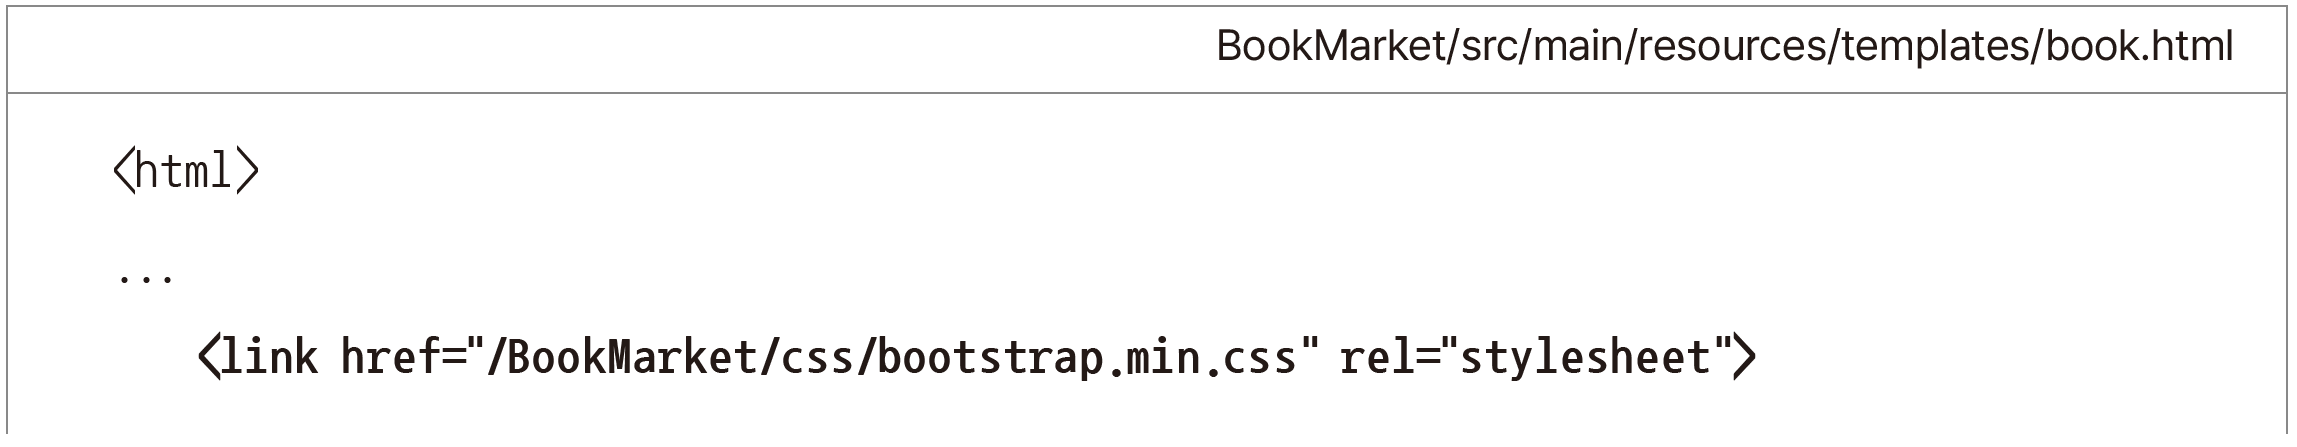 BookMarket/src/main/resources/templates/book.html
<html>
...
<link href="/BookMarket/css/bootstrap.min.css" rel="stylesheet">